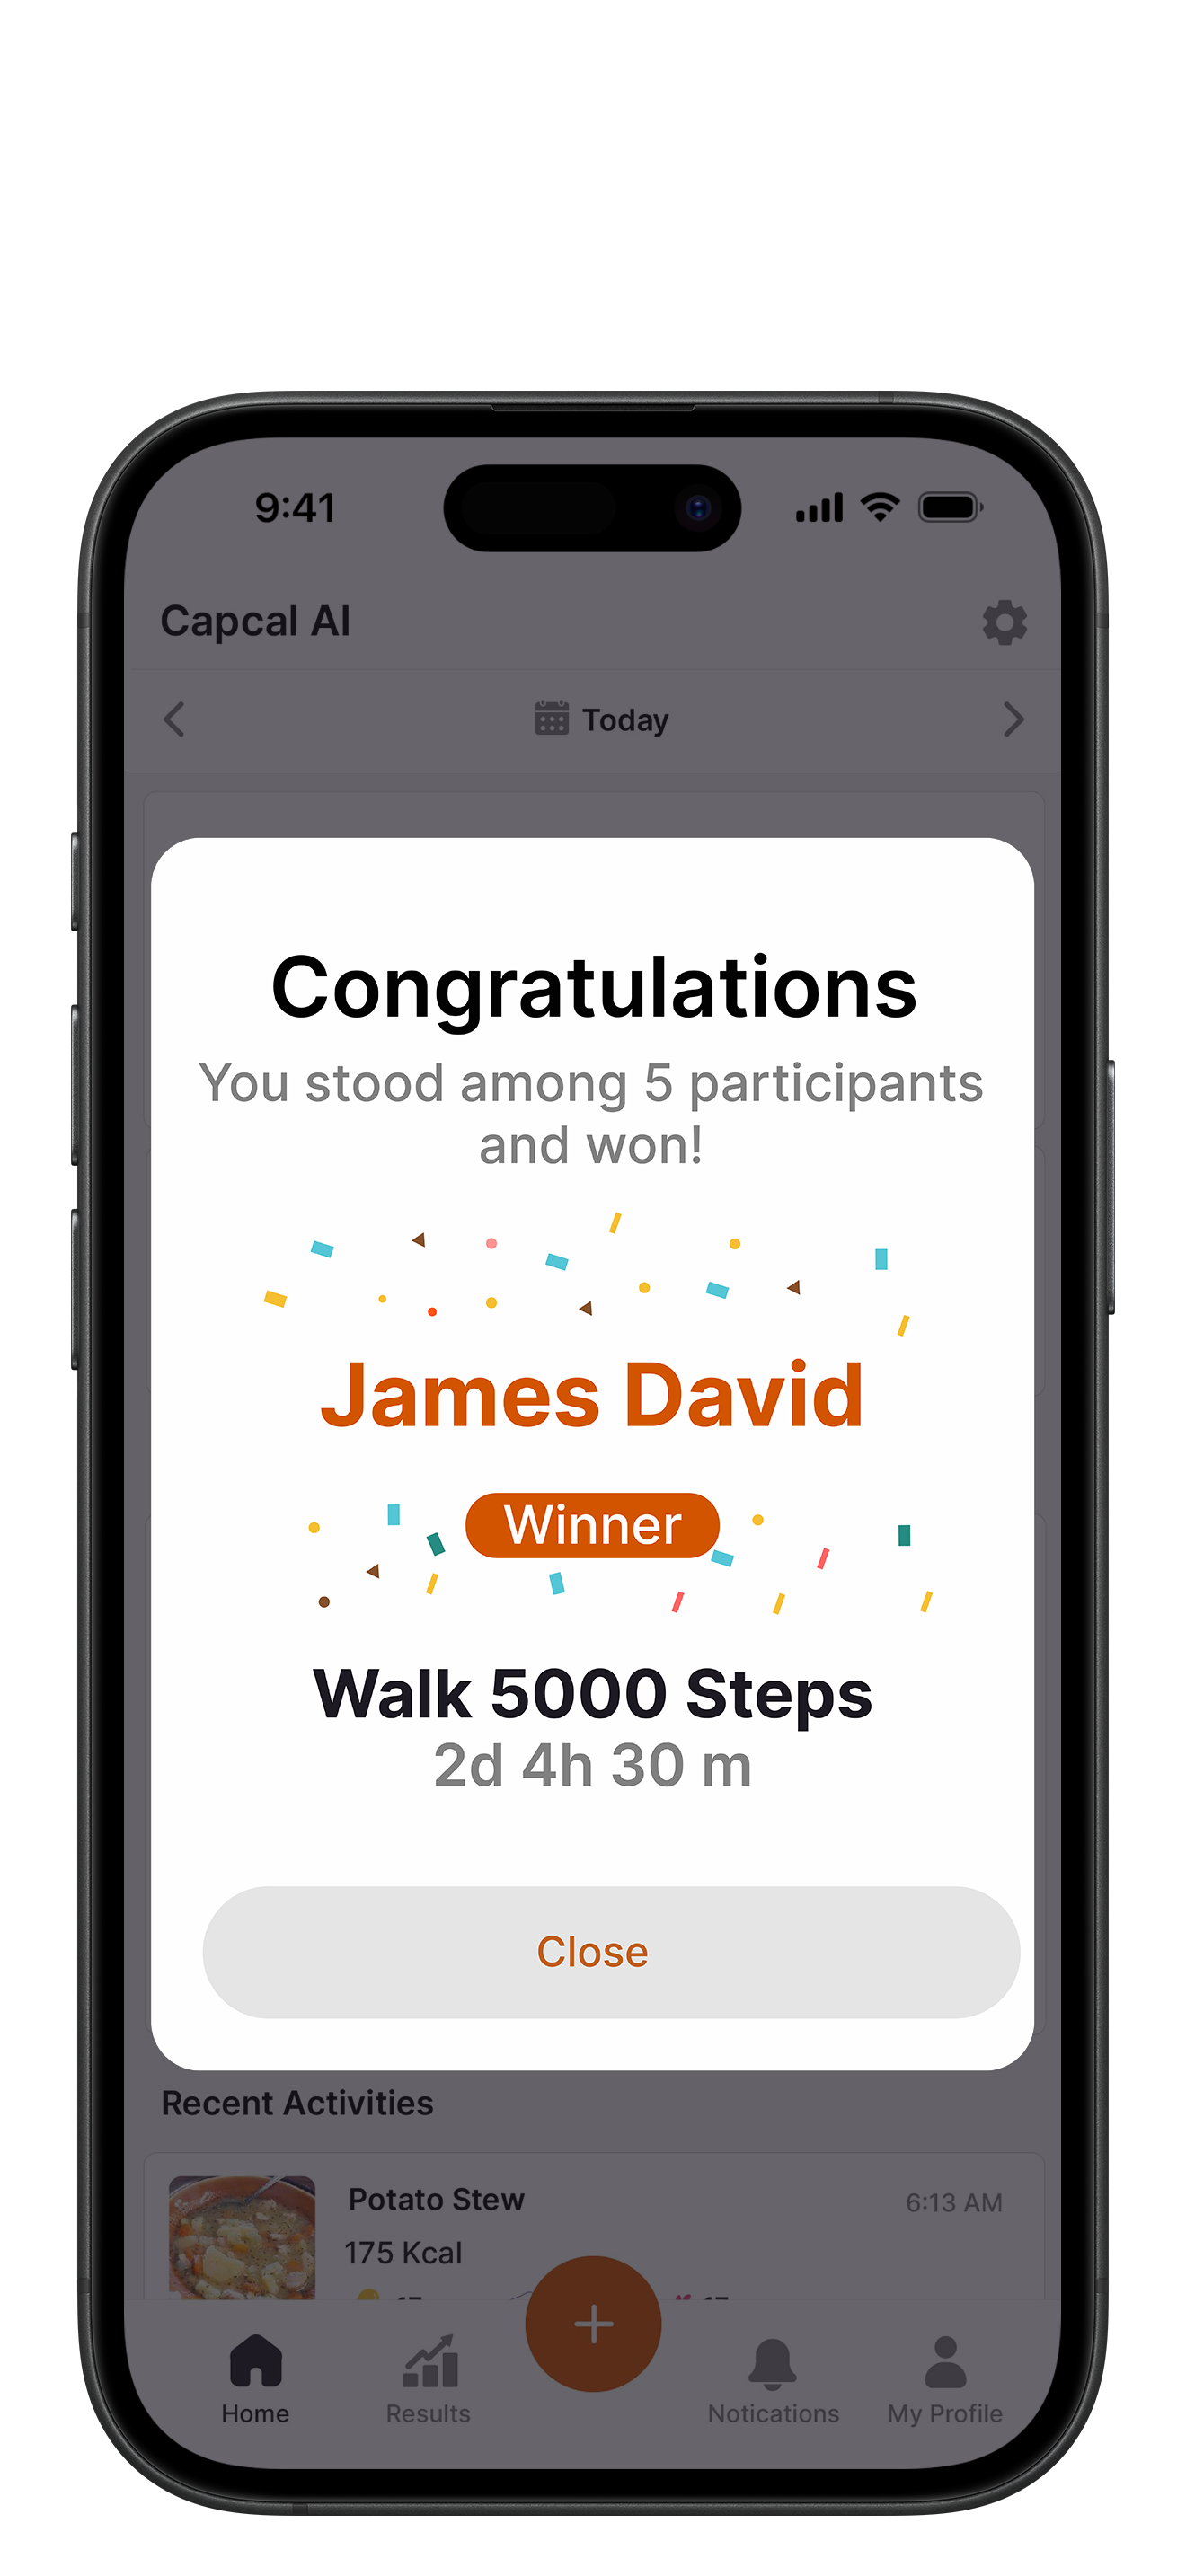 9:41
Capcal AI
Today
Congratulations
You stood among 5 participants
and won!
James David
Winner
Walk 5000 Steps
2d 4h 30 m
Close
Recent Activities
Potato Stew
6:13 AM
175 Kcal
Home
Results
Notications
My Profile